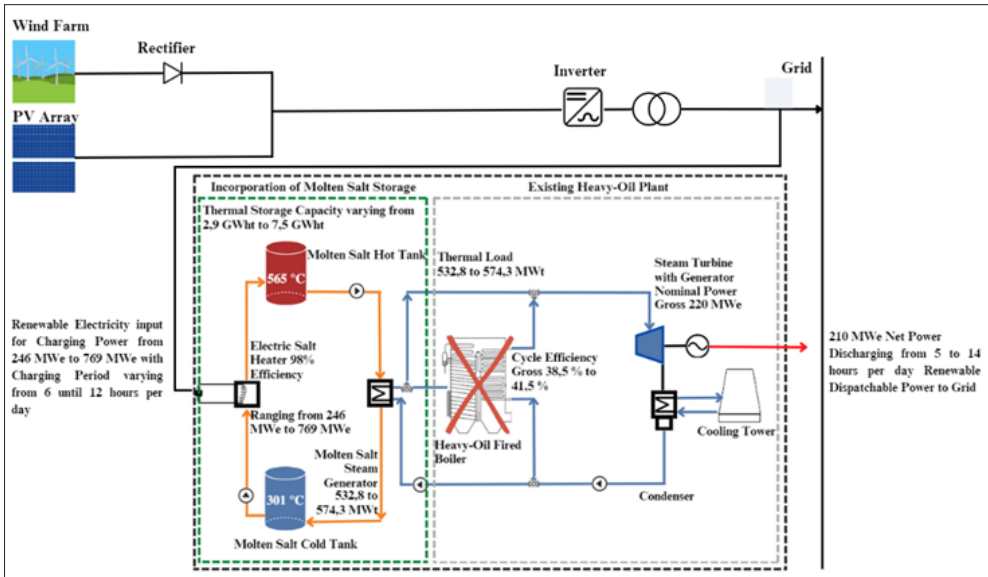 Wind Farm
Rectifier
PV Array
Inverter
Grid
Incorporation of Molten Salt Storage
Existing Heavy-Oil Plant
Thermal Storage Capacity varying from
2,9 GWht to 7,5 GWht
Molten Salt Hot Tank
565 °C
Thermal Load
532,8 to 574,3 MWt
Steam Turbine
with Generator
Nominal Power
Gross 220 MWe
Renewable Electricity input
for Charging Power from
246 MWe to 769 MWe with
Charging Period varying
from 6 until 12 hours per
day
Electric Salt
Heater 98%
Efficiency
Ranging from 246
MWe to 769 MWe
Cycle Efficiency
Gross 38,5 % to
41,5 %
Heavy-Oil Fired
Boiler
210 MWe Net Power
Discharging from 5 to 14
hours per day Renewable
Dispatchable Power to Grid
Cooling Tower
Molten Salt
Steam
Generator
532,8 to
574,3 MWt
301 °C
Molten Salt Cold Tank
Condenser